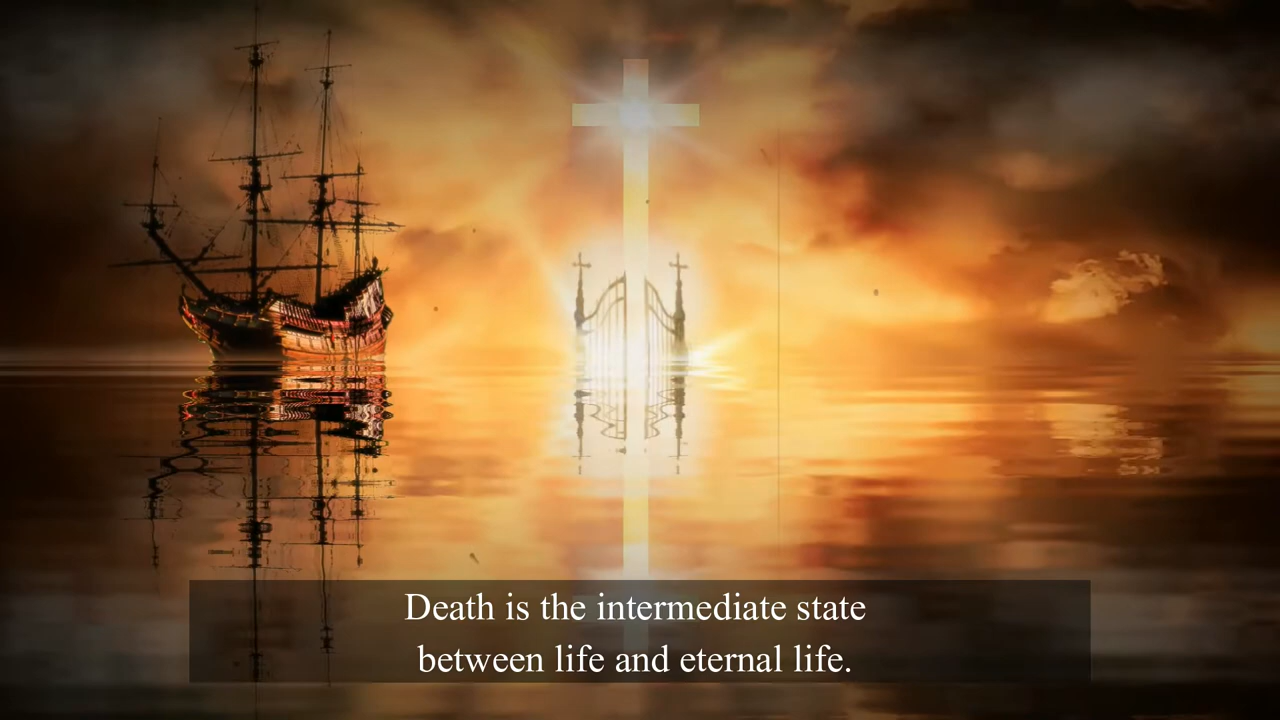 Death is the intermediate state
between life and eternal life.